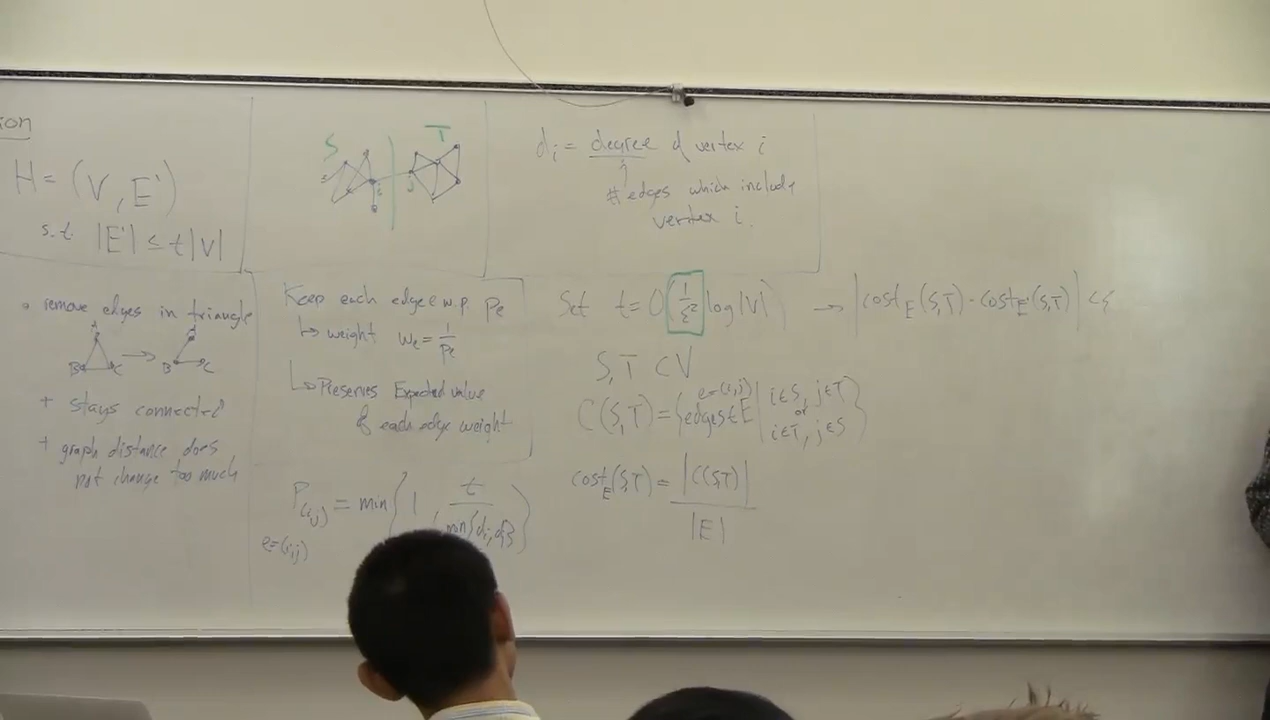 ion
H = (V, E')
s.t. |E'| ≤ t|V|
• remove edges in triangle
A
B C → B C
+ stays connected
+ graph distance does
not change too much
S T
i j
Keep each edge e w.p. Pe
↳ weight We = 1/Pe
↳ Preserves Expected value
of each edge weight
P(i,j) = min { 1, t / min{di, dj} }
e=(i,j)
di = degree of vertex i
# edges which include
vertex i.
Set t = O(1/ε² log|V|) → |cost_E(S,T) - cost_E'(S,T)| < ε
S, T ⊂ V
C(S,T) = {edges e=(i,j) ∈ E | i∈S, j∈T
or
i∈T, j∈S}
cost_E(S,T) = |C(S,T)| / |E|